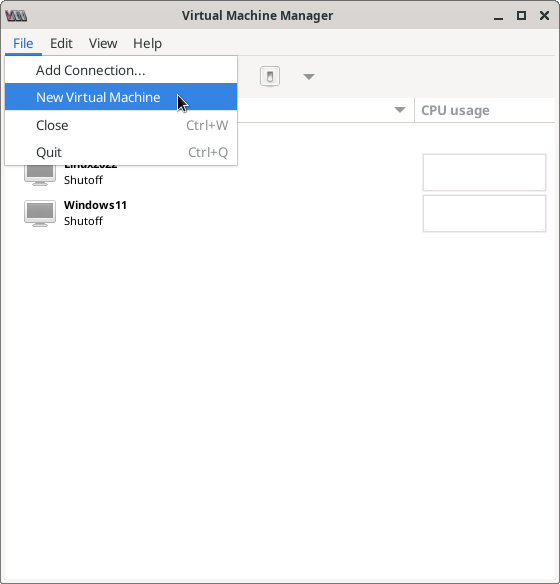 Virtual Machine Manager
File Edit View Help
Add Connection...
New Virtual Machine
Close Ctrl+W
Quit Ctrl+Q
CPU usage
Linux2022
Shutoff
Windows11
Shutoff